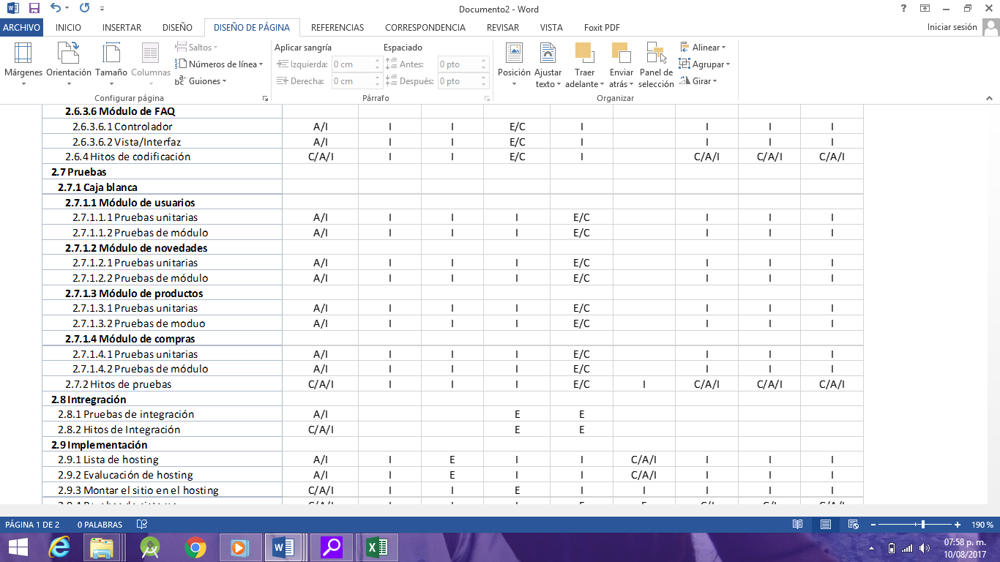 Documento2 - Word
ARCHIVO INICIO INSERTAR DISEÑO DISEÑO DE PÁGINA REFERENCIAS CORRESPONDENCIA REVISAR VISTA Foxit PDF Iniciar sesión
Márgenes Orientación Tamaño Columnas
Saltos
Números de línea
Guiones
Configurar página
Aplicar sangría Espaciado
Izquierda: 0 cm Antes: 0 pto
Derecha: 0 cm Después: 0 pto
Párrafo
Posición Ajustar texto Traer adelante Enviar atrás Panel de selección
Alinear
Agrupar
Girar
Organizar
2.6.3.6 Módulo de FAQ
2.6.3.6.1 Controlador A/I I I E/C I I I I
2.6.3.6.2 Vista/Interfaz A/I I I E/C I I I I
2.6.4 Hitos de codificación C/A/I I I E/C I C/A/I C/A/I C/A/I
2.7 Pruebas
2.7.1 Caja blanca
2.7.1.1 Módulo de usuarios
2.7.1.1.1 Pruebas unitarias A/I I I I E/C I I I
2.7.1.1.2 Pruebas de módulo A/I I I I E/C I I I
2.7.1.2 Módulo de novedades
2.7.1.2.1 Pruebas unitarias A/I I I I E/C I I I
2.7.1.2.2 Pruebas de módulo A/I I I I E/C I I I
2.7.1.3 Módulo de productos
2.7.1.3.1 Pruebas unitarias A/I I I I E/C I I I
2.7.1.3.2 Pruebas de moduo A/I I I I E/C I I I
2.7.1.4 Módulo de compras
2.7.1.4.1 Pruebas unitarias A/I I I I E/C I I I
2.7.1.4.2 Pruebas de módulo A/I I I I E/C I I I
2.7.2 Hitos de pruebas C/A/I I I I E/C I C/A/I C/A/I C/A/I
2.8 Intregración
2.8.1 Pruebas de integración A/I E E
2.8.2 Hitos de Integración C/A/I E E
2.9 Implementación
2.9.1 Lista de hosting A/I I E I I C/A/I I I I
2.9.2 Evalucación de hosting A/I I E I I C/A/I I I I
2.9.3 Montar el sitio en el hosting C/A/I I I E I I I I I
PÁGINA 1 DE 2 0 PALABRAS 190 %
07:58 p. m.
10/08/2017